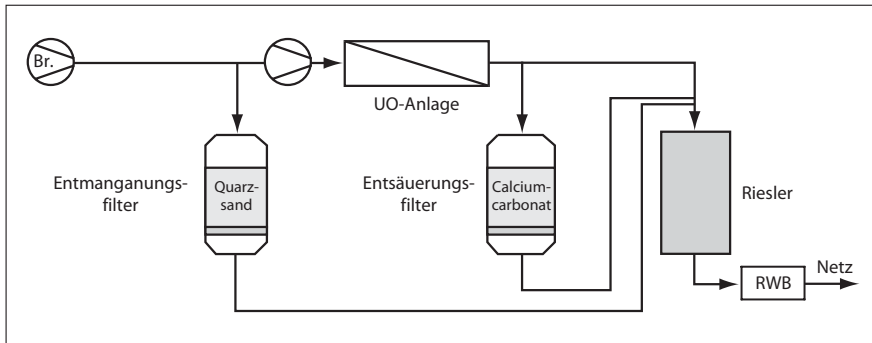 Br.
UO-Anlage
Entmanganungs-
filter
Quarz-
sand
Entsäuerungs-
filter
Calcium-
carbonat
Riesler
RWB
Netz